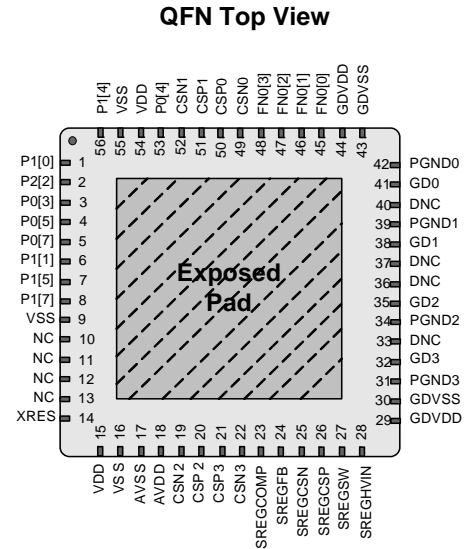 QFN Top View
P1[4]
VSS
VDD
P0[4]
CSN1
CSP1
CSP0
CSN0
FN0[3]
FN0[2]
FN0[1]
FN0[0]
GDVDD
GDVSS
56
55
54
53
52
51
50
49
48
47
46
45
44
43
P1[0] 1
P2[2] 2
P0[3] 3
P0[5] 4
P0[7] 5
P1[1] 6
P1[5] 7
P1[7] 8
VSS 9
NC 10
NC 11
NC 12
NC 13
XRES 14
Exposed
Pad
42 PGND0
41 GD0
40 DNC
39 PGND1
38 GD1
37 DNC
36 DNC
35 GD2
34 PGND2
33 DNC
32 GD3
31 PGND3
30 GDVSS
29 GDVDD
15
16
17
18
19
20
21
22
23
24
25
26
27
28
VDD
VSS
AVSS
AVDD
CSN2
CSP2
CSP3
CSN3
SREGCOMP
SREGFB
SREGCSN
SREGCSP
SREGSW
SREGHVIN